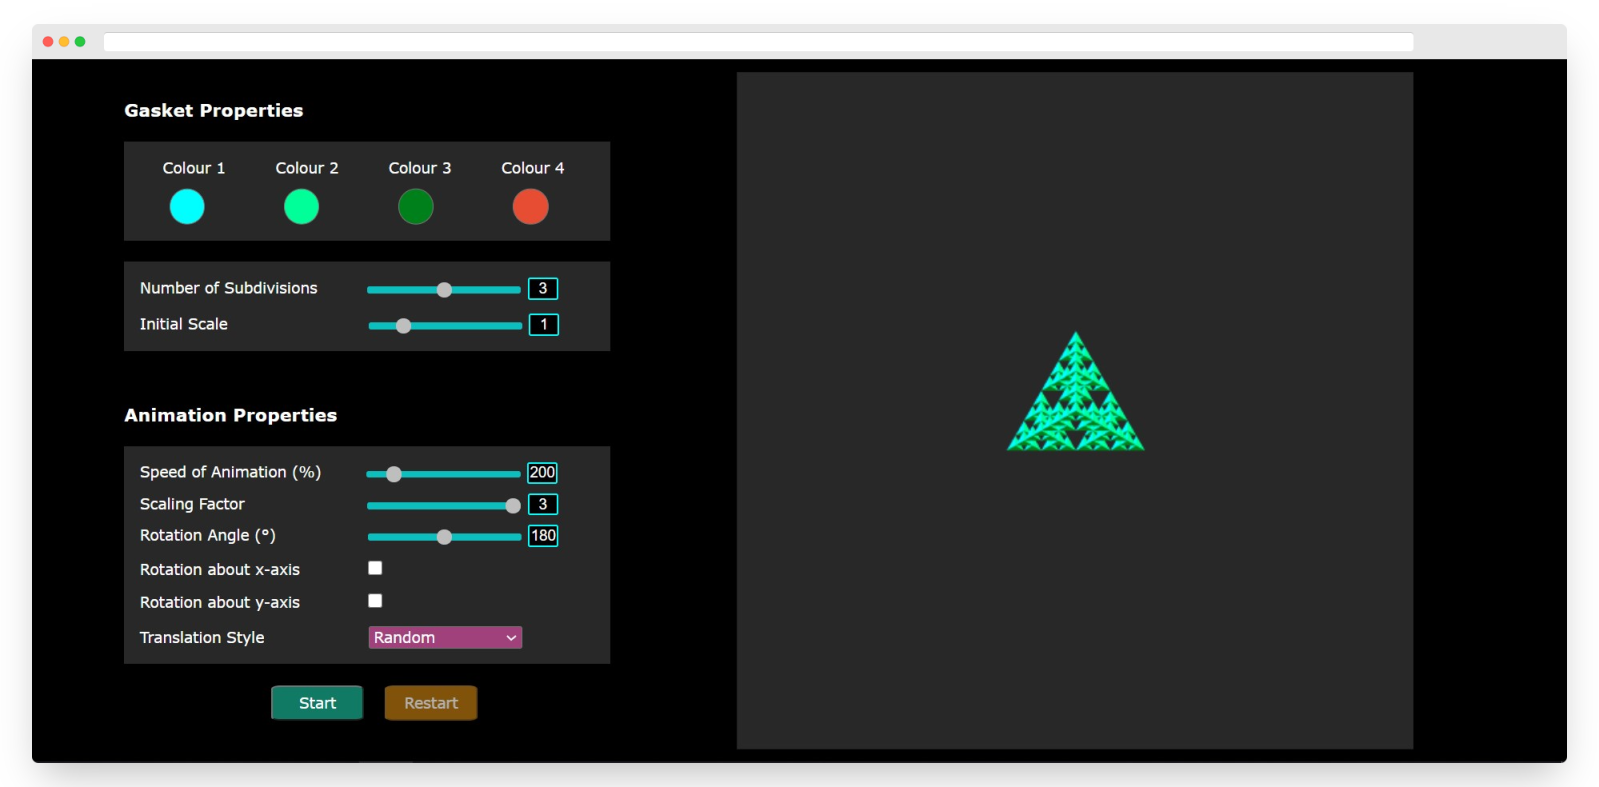 Gasket Properties
Colour 1 Colour 2 Colour 3 Colour 4
Number of Subdivisions 3
Initial Scale 1
Animation Properties
Speed of Animation (%) 200
Scaling Factor 3
Rotation Angle (°) 180
Rotation about x-axis
Rotation about y-axis
Translation Style Random
Start Restart